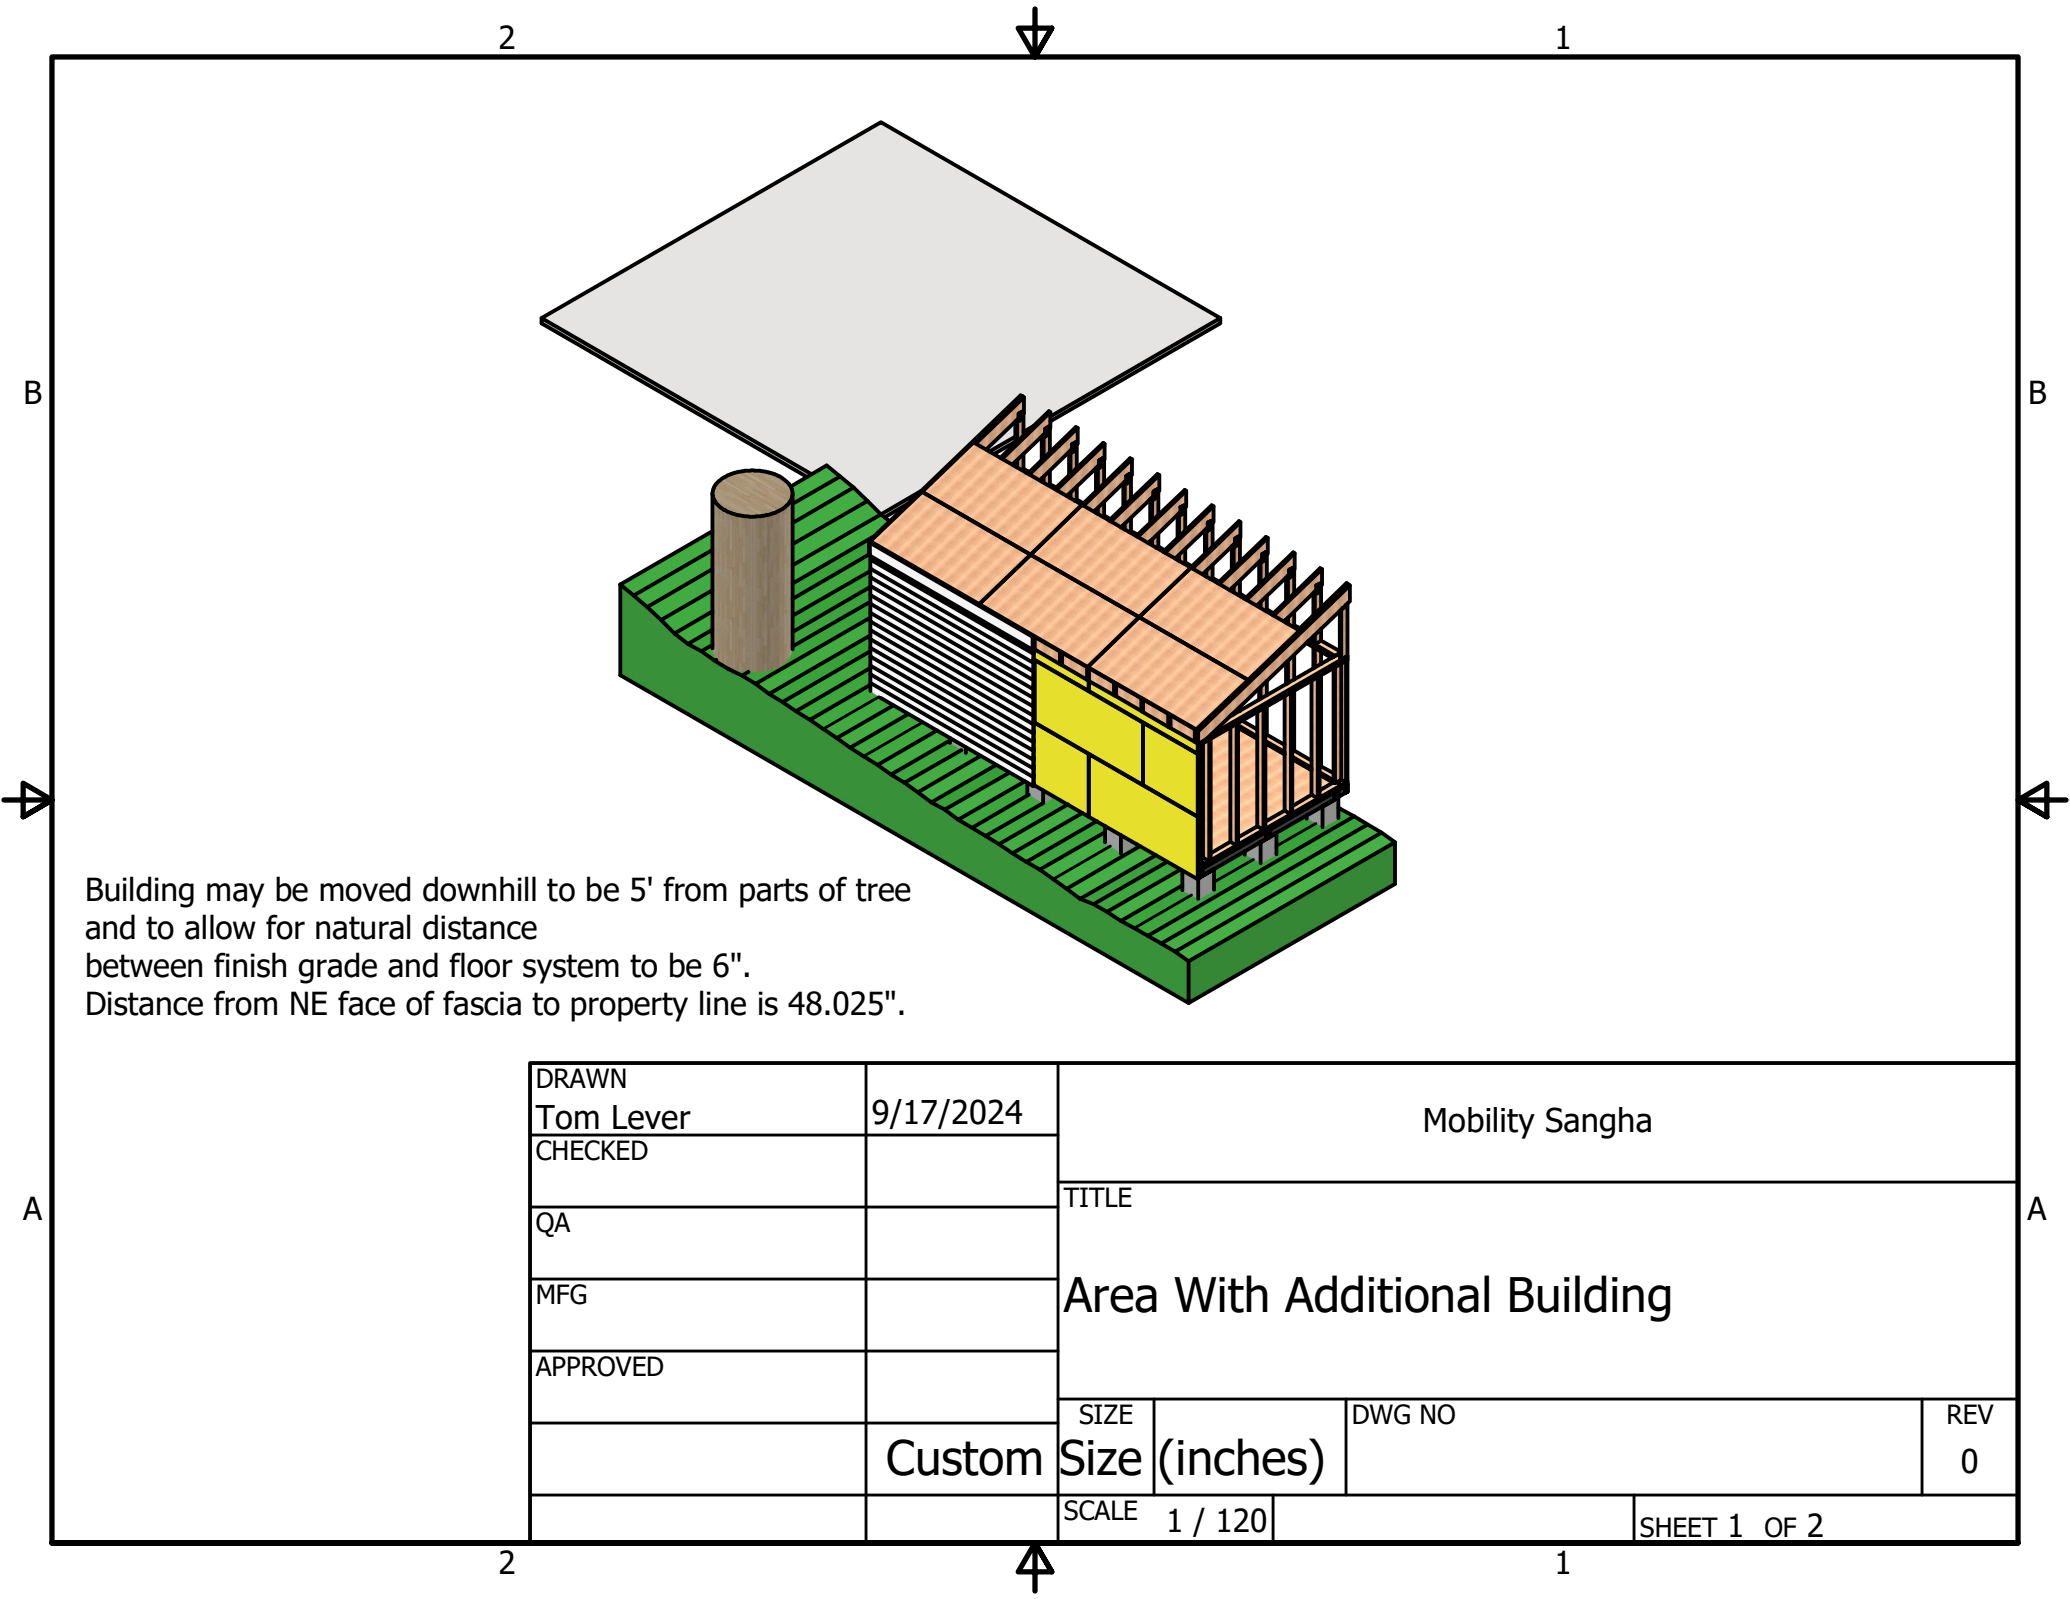 2 1
B B
Building may be moved downhill to be 5' from parts of tree
and to allow for natural distance
between finish grade and floor system to be 6".
Distance from NE face of fascia to property line is 48.025".
DRAWN
Tom Lever 9/17/2024
Mobility Sangha
CHECKED
TITLE
A A
QA
Area With Additional Building
MFG
APPROVED
SIZE DWG NO REV
Custom Size (inches) 0
SCALE 1 / 120
SHEET 1 OF 2
2 1